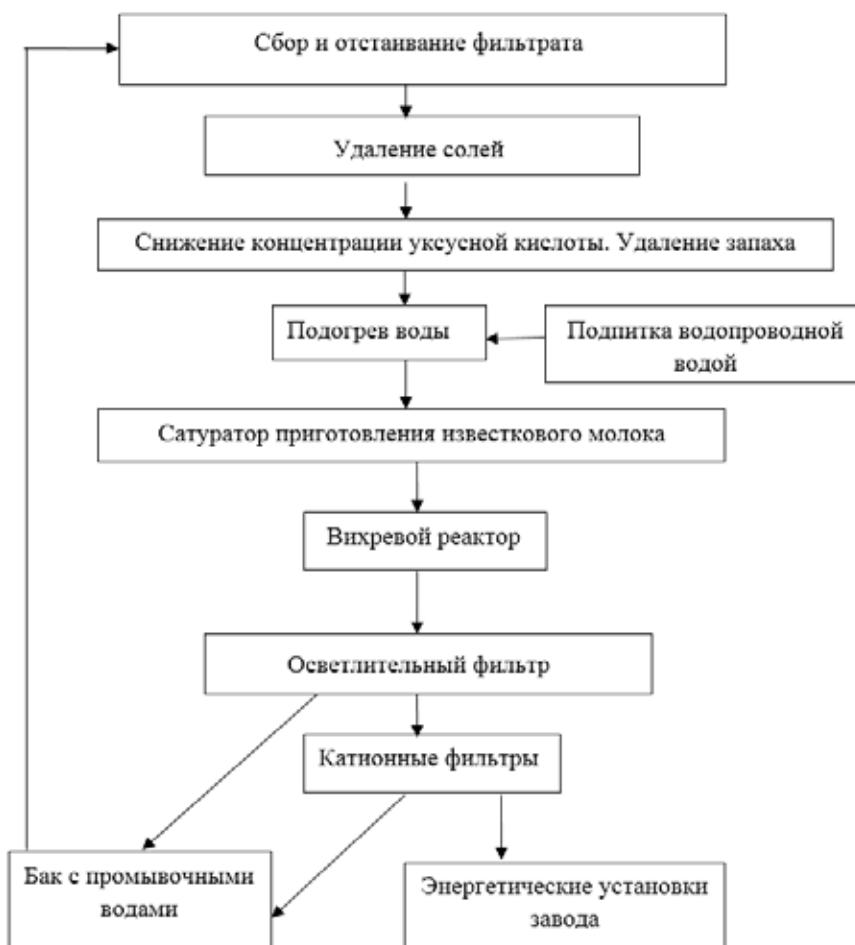 Сбор и отстаивание фильтрата
Удаление солей
Снижение концентрации уксусной кислоты. Удаление запаха
Подогрев воды
Подпитка водопроводной
водой
Сатуратор приготовления известкового молока
Вихревой реактор
Осветлительный фильтр
Катионные фильтры
Бак с промывочными
водами
Энергетические установки
завода